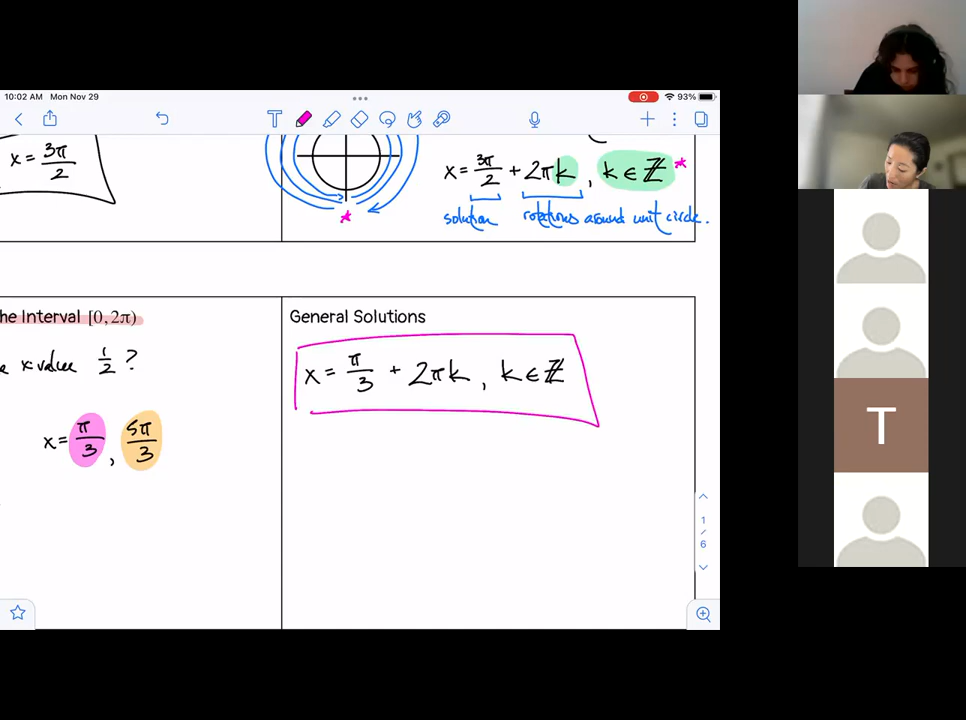 10:02 AM Mon Nov 29
93%
T
x = 3π/2
x = 3π/2 + 2πk , k ∈ ℤ *
solution rotations around unit circle.
*
he Interval [0, 2π)
x value 1/2 ?
x = π/3 , 5π/3
General Solutions
x = π/3 + 2πk , k ∈ ℤ
1
/
6
T